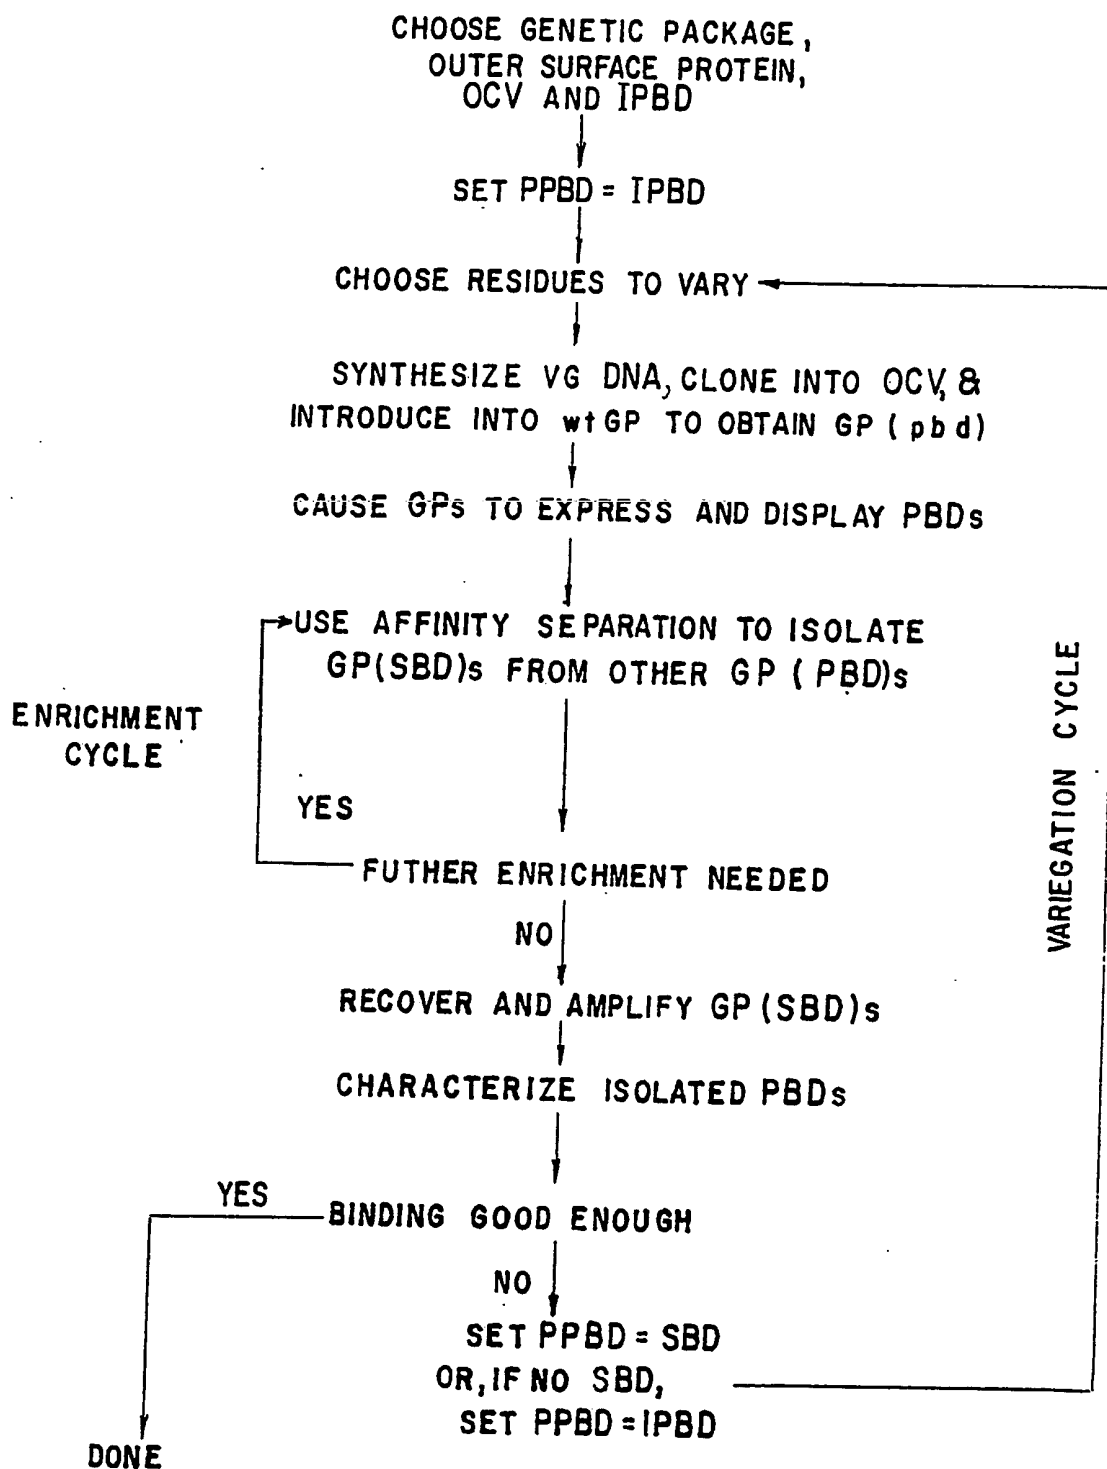 CHOOSE GENETIC PACKAGE,
OUTER SURFACE PROTEIN,
OCV AND IPBD
SET PPBD = IPBD
CHOOSE RESIDUES TO VARY
SYNTHESIZE VG DNA, CLONE INTO OCV, &
INTRODUCE INTO wtGP TO OBTAIN GP (pbd)
CAUSE GPs TO EXPRESS AND DISPLAY PBDs
USE AFFINITY SEPARATION TO ISOLATE
GP(SBD)s FROM OTHER GP (PBD)s
ENRICHMENT
CYCLE
YES
VARIEGATION CYCLE
FUTHER ENRICHMENT NEEDED
NO
RECOVER AND AMPLIFY GP(SBD)s
CHARACTERIZE ISOLATED PBDs
YES
BINDING GOOD ENOUGH
NO
SET PPBD = SBD
OR, IF NO SBD,
SET PPBD = IPBD
DONE